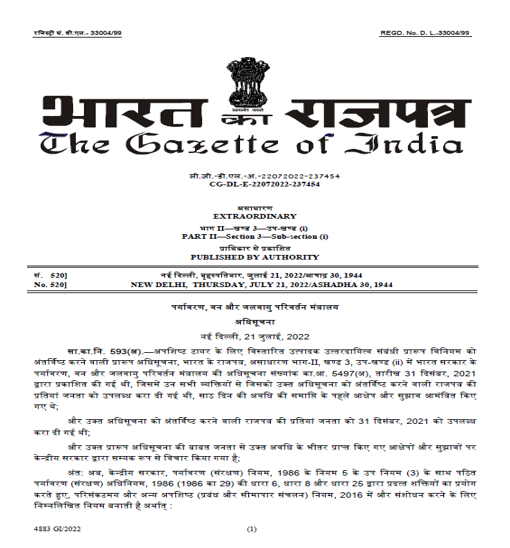 रजिस्ट्री सं. डी.एल.- 33004/99
REGD. No. D. L.-33004/99
भारत का राजपत्र
The Gazette of India
सी.जी.-डी.एल.-अ.-22072022-237454
CG-DL-E-22072022-237454
असाधारण
EXTRAORDINARY
भाग II—खण्ड 3—उप-खण्ड (i)
PART II—Section 3—Sub-section (i)
प्राधिकार से प्रकाशित
PUBLISHED BY AUTHORITY
सं. 520]
नई दिल्ली, बृहस्पतिवार, जुलाई 21, 2022/आषाढ़ 30, 1944
No. 520]
NEW DELHI, THURSDAY, JULY 21, 2022/ASHADHA 30, 1944
पर्यावरण, वन और जलवायु परिवर्तन मंत्रालय
अधिसूचना
नई दिल्ली, 21 जुलाई, 2022
सा.का.नि. 593(अ).—अपशिष्ट टायर के लिए विस्तारित उत्पादक उत्तरदायित्व संबंधी प्रारूप विनियम को
अंतर्विष्ट करने वाली प्रारूप अधिसूचना, भारत के राजपत्र, असाधारण भाग-II, खण्ड 3, उप-खण्ड (ii) में भारत सरकार के
पर्यावरण, वन और जलवायु परिवर्तन मंत्रालय की अधिसूचना संख्यांक का.आ. 5497(अ), तारीख 31 दिसंबर, 2021
द्वारा प्रकाशित की गई थी, जिसमें उन सभी व्यक्तियों से जिसको उक्त अधिसूचना को अंतर्विष्ट करने वाली राजपत्र की
प्रतियां जनता को उपलब्ध करा दी गई थी, साठ दिन की अवधि की समाप्ति के पहले आक्षेप और सुझाव आमंत्रित किए
गए थे;
और उक्त अधिसूचना को अंतर्विष्ट करने वाली राजपत्र की प्रतियां जनता को 31 दिसंबर, 2021 को उपलब्ध
करा दी गई थी;
और उक्त प्रारूप अधिसूचना की बाबत जनता से उक्त अवधि के भीतर प्राप्त किए गए आक्षेपों और सुझावों पर
केन्द्रीय सरकार द्वारा सम्यक रूप से विचार किया गया है;
अत: अब, केन्द्रीय सरकार, पर्यावरण (संरक्षण) नियम, 1986 के नियम 5 के उप नियम (3) के साथ पठित
पर्यावरण (संरक्षण) अधिनियम, 1986 (1986 का 29) की धारा 6, धारा 8 और धारा 25 द्वारा प्रदत्त शक्तियों का प्रयोग
करते हुए, परिसंकटमय और अन्य अपशिष्ट (प्रबंध और सीमापार संचलन) नियम, 2016 में और संशोधन करने के लिए
निम्नलिखित नियम बनाती है अर्थात् :
4883 GI/2022
(1)